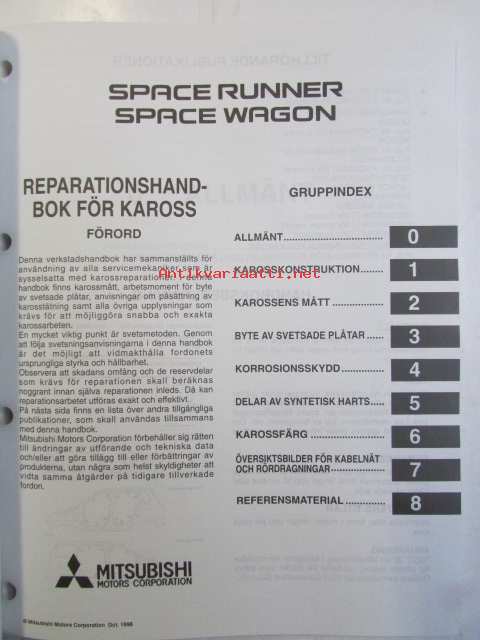 TILLHÖRANDE PUBLIKATIONER
SPACE RUNNER
SPACE WAGON
REPARATIONSHAND-
BOK FÖR KAROSS
FÖRORD
Denna verkstadshandbok har sammanställts för
användning av alla servicemekaniker som är
sysselsatta med karossreparationer. I denna
handbok finns karossmått, arbetsmoment för byte
av svetsade plåtar, anvisningar om påsättning av
karosstätning samt alla övriga upplysningar som
krävs för att möjliggöra snabba och exakta
karossarbeten.
En mycket viktig punkt är svetsmetoden. Genom
att följa svetsningsanvisningarna i denna handbok
är det möjligt att vidmakthålla fordonets
ursprungliga styrka och hållbarhet.
Observera att skadans omfång och de reservdelar
som krävs för reparationen skall beräknas
noggrant innan själva reparationen inleds. Då kan
reparationsarbetet utföras exakt och effektivt.
På nästa sida finns en lista över andra tillgängliga
publikationer, som skall användas tillsammans
med denna handbok.
Mitsubishi Motors Corporation förbehåller sig rätten
till ändringar av utförande och tekniska data
och/eller att göra tillägg till eller förbättringar av
produkterna, utan några som helst skyldigheter att
vidta samma åtgärder på tidigare tillverkade
fordon.
GRUPPINDEX
ALLMÄNT.................................. 0
KAROSSKONSTRUKTION........ 1
KAROSSENS MÅTT ................. 2
BYTE AV SVETSADE PLÅTAR ...... 3
KORROSIONSSKYDD .............. 4
DELAR AV SYNTETISK HARTS..... 5
KAROSSFÄRG ........................ 6
ÖVERSIKTSBILDER FÖR KABELNÄT
OCH RÖRDRAGNINGAR.................. 7
REFERENSMATERIAL ............. 8
Antikvariaatti.net
MITSUBISHI
MOTORS CORPORATION
© Mitsubishi Motors Corporation Oct. 1998